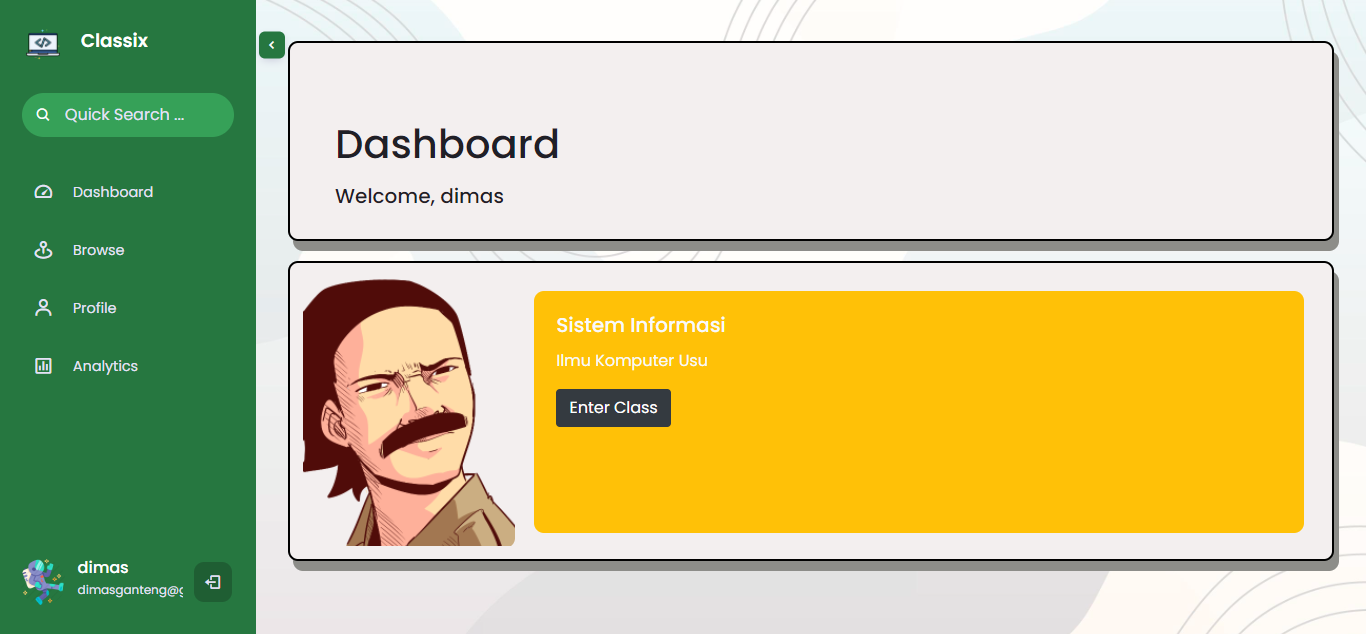 Classix
Quick Search ...
Dashboard
Browse
Profile
Analytics
dimas
dimasganteng@g
Dashboard
Welcome, dimas
Sistem Informasi
Ilmu Komputer Usu
Enter Class